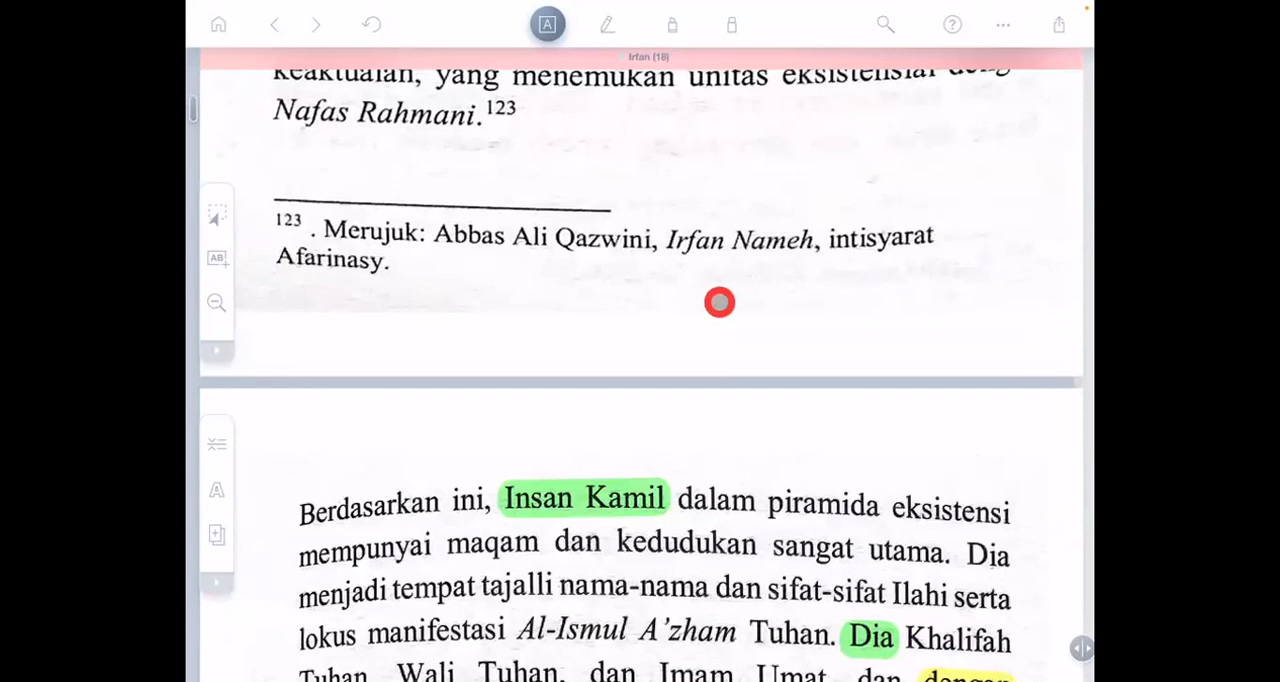 Irfan (18)
keaktualan, yang menemukan unitas eksistensial
Nafas Rahmani.123
123 . Merujuk: Abbas Ali Qazwini, Irfan Nameh, intisyarat
Afarinasy.
Berdasarkan ini, Insan Kamil dalam piramida eksistensi
mempunyai maqam dan kedudukan sangat utama. Dia
menjadi tempat tajalli nama-nama dan sifat-sifat Ilahi serta
lokus manifestasi Al-Ismul A'zham Tuhan. Dia Khalifah
Tuhan, Wali Tuhan, dan Imam Umat, dan dengan